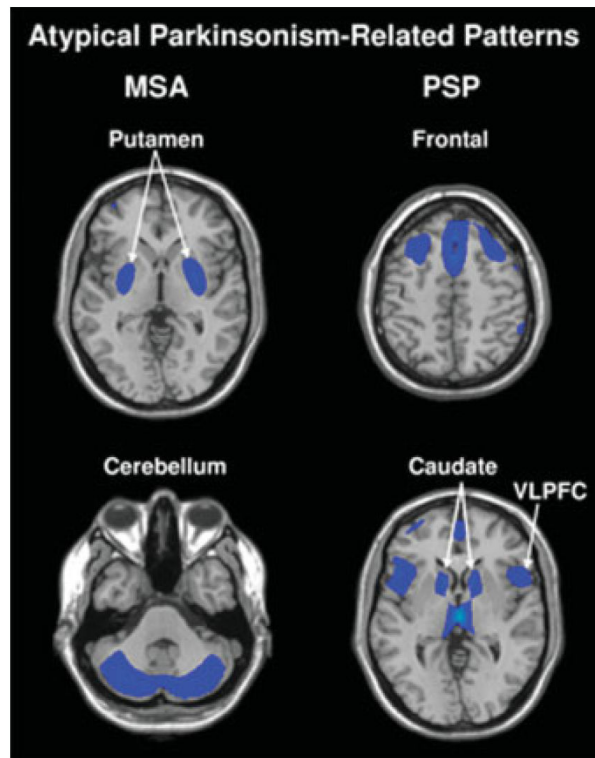 Atypical Parkinsonism-Related Patterns
MSA
PSP
Putamen
Frontal
Cerebellum
Caudate
VLPFC